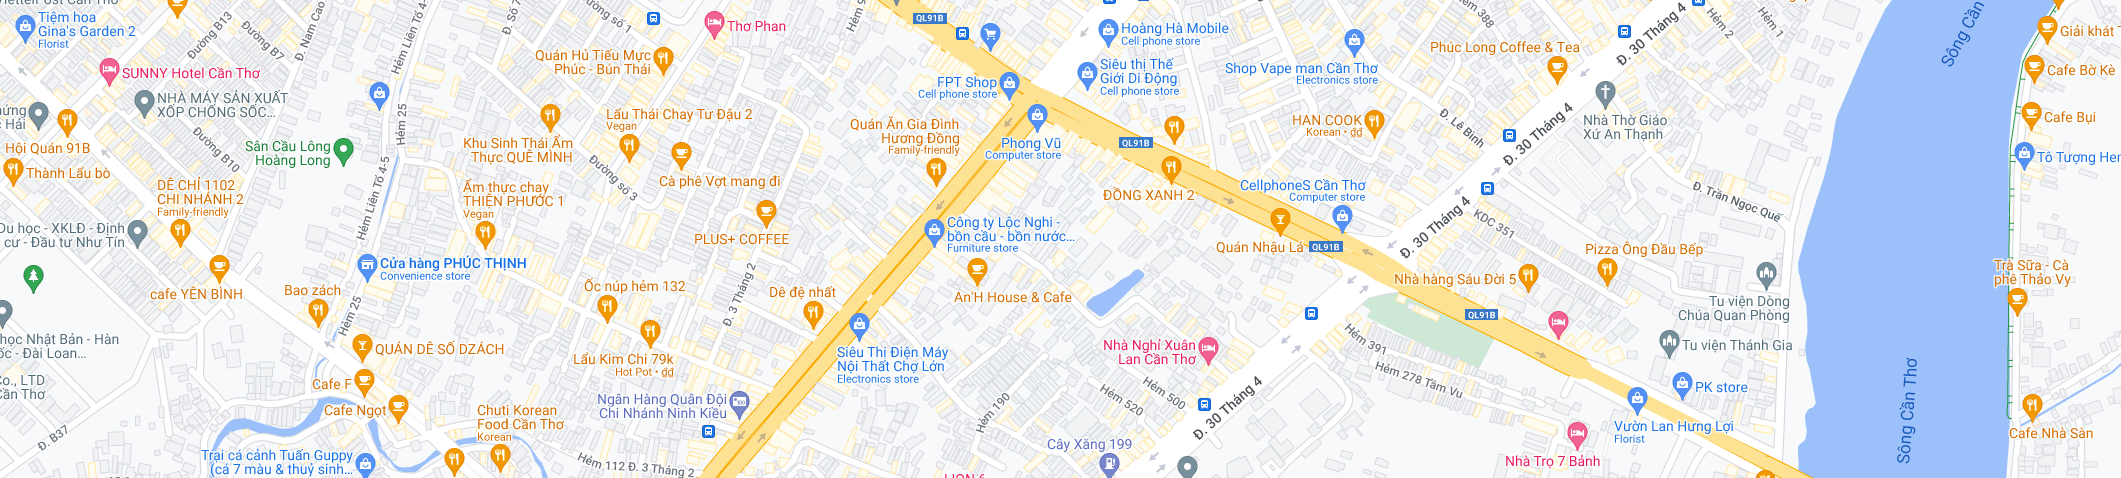 Tiệm hoa
Gina's Garden 2
Florist
Đường B13
Đường B7
Đ. Nam Cao
Hẻm Liên Tổ 4-5
Đường số 1
QL91B
Thơ Phan
Hoàng Hà Mobile
Cell phone store
Hẻm 388
Hẻm 2
Hẻm 1
Đ. 30 Tháng 4
Sông Cần
Giải khát T
Quán Hủ Tiếu Mực
Phúc - Bún Thái
Phúc Long Coffee & Tea
SUNNY Hotel Cần Thơ
Siêu thị Thế
Giới Di Động
Cell phone store
Shop Vape man Cần Thơ
Electronics store
Cafe Bờ Kè
FPT Shop
Cell phone store
NHÀ MÁY SẢN XUẤT
XỐP CHỐNG SỐC...
Hẻm 25
Lẩu Thái Chay Tư Đậu 2
Vegan
Quán Ăn Gia Đình
Hương Đồng
Family-friendly
HAN COOK
Korean • ₫₫
Đ. Lê Bình
Đ. 30 Tháng 4
Nhà Thờ Giáo
Xứ An Thạnh
Cafe Bụi
Hải
Hội Quán 91B
Đường B10
Sân Cầu Lông
Hoàng Long
Khu Sinh Thái Ẩm
Thực QUÊ MÌNH
Phong Vũ
Computer store
QL91B
Tô Tượng Hen
Thành Lẩu bò
DÊ CHỈ 1102
CHI NHÁNH 2
Family-friendly
Hẻm Liên Tổ 4-5
Ẩm thực chay
THIỆN PHƯỚC 1
Vegan
Đường số 3
Cà phê Vợt mang đi
ĐỒNG XANH 2
CellphoneS Cần Thơ
Computer store
Đ. Trần Ngọc Quế
Du học - XKLĐ - Định
cư - Đầu tư Như Tín
PLUS+ COFFEE
Công ty Lộc Nghi -
bồn cầu - bồn nước...
Furniture store
Quán Nhậu Lá
QL91B
Đ. 30 Tháng 4
KDC 351
Pizza Ông Đầu Bếp
Cửa hàng PHÚC THỊNH
Convenience store
Trà Sữa - Cà
phê Thảo Vy
cafe YÊN BÌNH
Bao zách
Ốc núp hẻm 132
Đ. 3 Tháng 2
Dê đệ nhất
An'H House & Cafe
Nhà hàng Sáu Đời 5
Tu viện Dòng
Chúa Quan Phòng
Hẻm 25
QL91B
học Nhật Bản - Hàn
ốc - Đài Loan...
QUÁN DÊ SỐ DZÁCH
Lẩu Kim Chi 79k
Hot Pot • ₫₫
Siêu Thị Điện Máy
Nội Thất Chợ Lớn
Electronics store
Nhà Nghỉ Xuân
Lan Cần Thơ
Hẻm 391
Tu viện Thánh Gia
Co., LTD
Cần Thơ
Cafe F
Cafe Ngọt
Ngân Hàng Quân Đội
Chi Nhánh Ninh Kiều
Hẻm 190
Hẻm 520
Hẻm 500
Đ. 30 Tháng 4
Hẻm 278 Tầm Vu
PK store
Sông Cần Thơ
Chuti Korean
Food Cần Thơ
Korean
Vườn Lan Hưng Lợi
Florist
Cafe Nhà Sàn
Đ. B37
Trại cá cảnh Tuấn Guppy
(cá 7 màu & thuỷ sinh...
Hẻm 112 Đ. 3 Tháng 2
Cây Xăng 199
Nhà Trọ 7 Bảnh